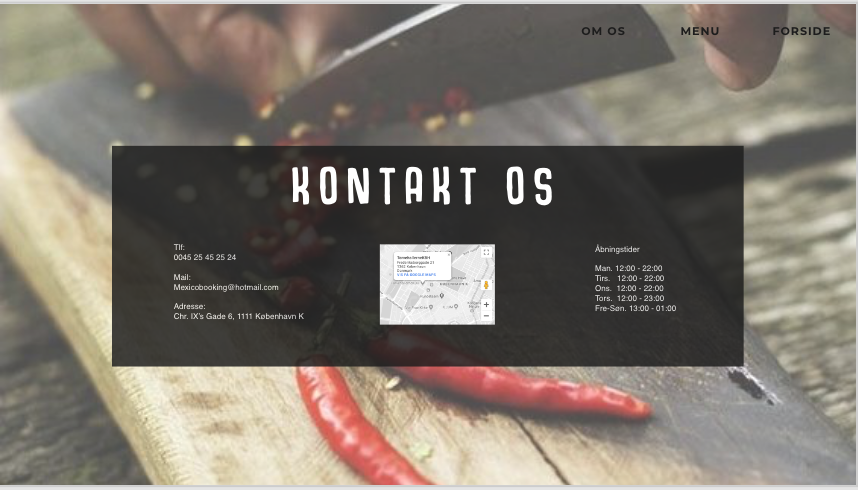 OM OS
MENU
FORSIDE
KONTAKT OS
Tlf:
0045 25 45 25 24
Mail:
Mexicobooking@hotmail.com
Adresse:
Chr. IX's Gade 6, 1111 København K
Åbningstider
Man. 12:00 - 22:00
Tirs. 12:00 - 22:00
Ons. 12:00 - 22:00
Tors. 12:00 - 23:00
Fre-Søn. 13:00 - 01:00